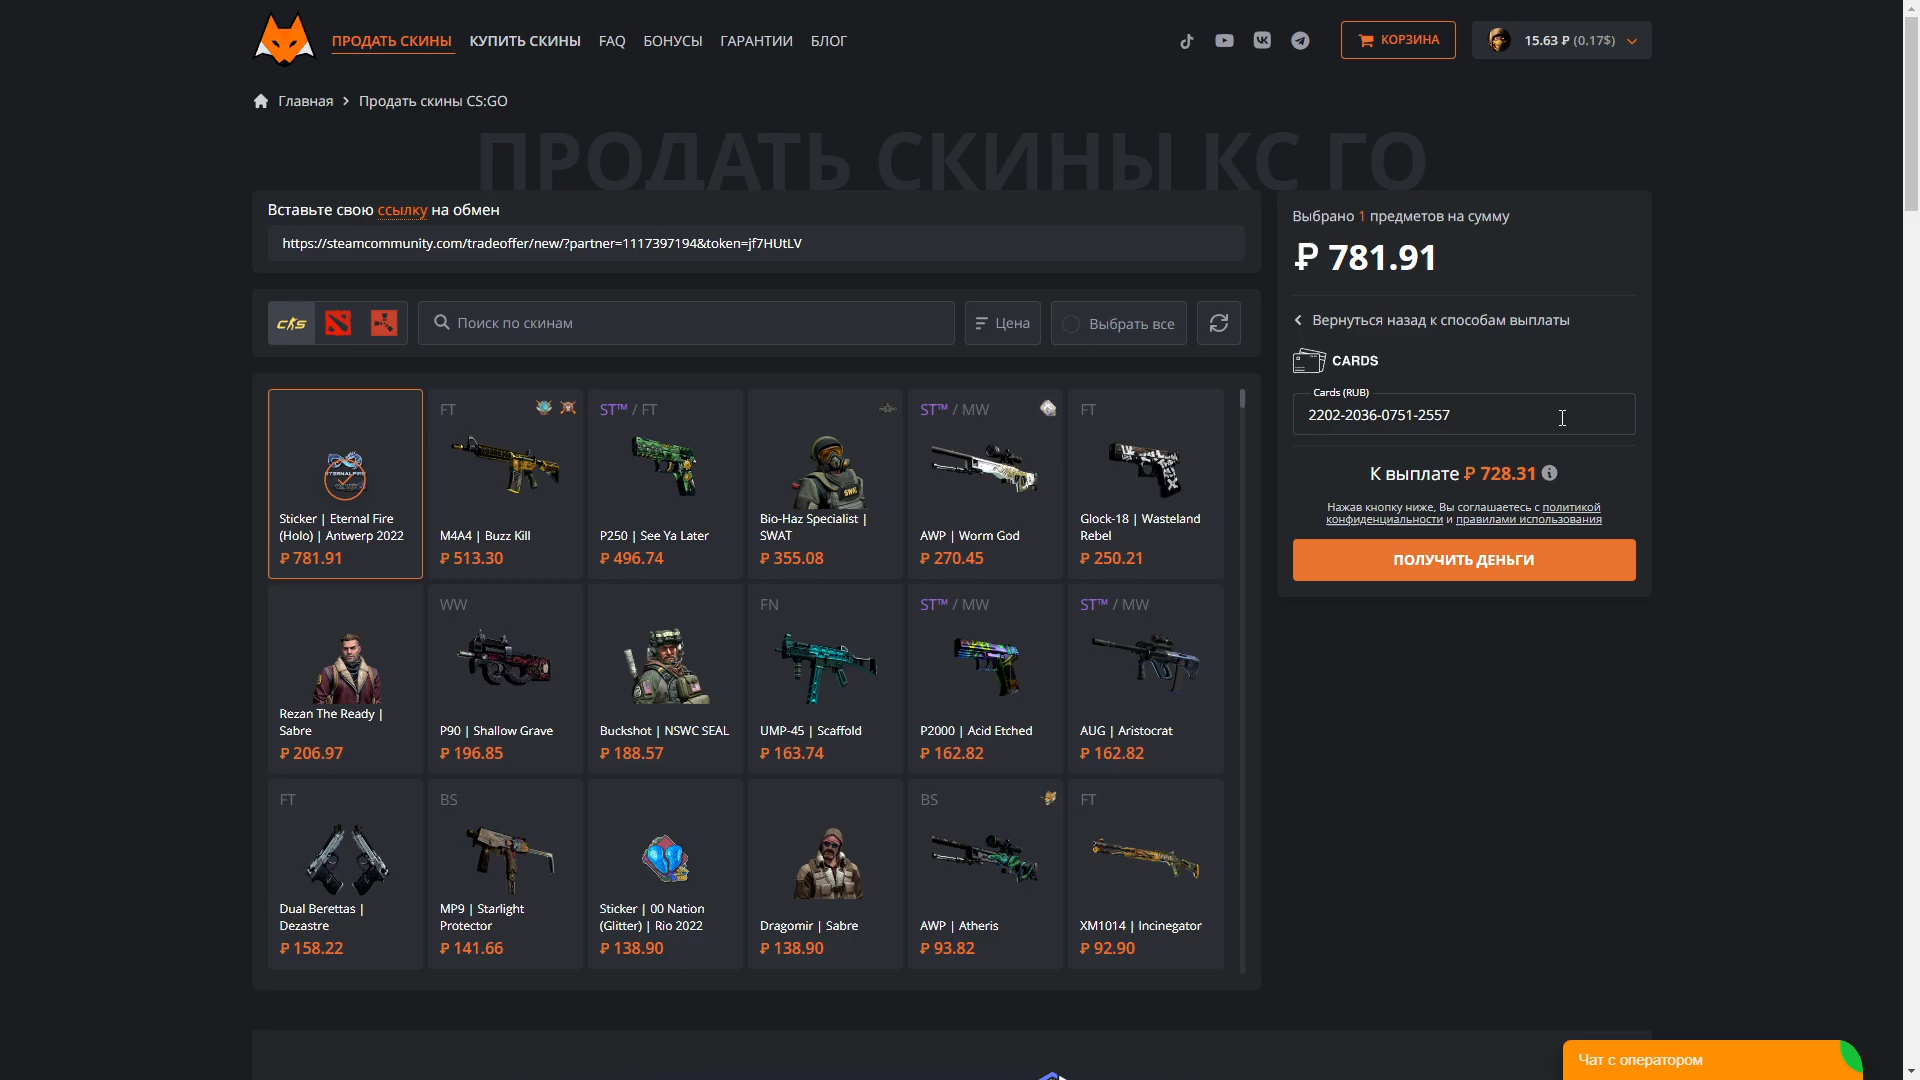 ПРОДАТЬ СКИНЫ
КУПИТЬ СКИНЫ
FAQ
БОНУСЫ
ГАРАНТИИ
БЛОГ
КОРЗИНА
15.63 ₽ (0.17$)
Главная
Продать скины CS:GO
ПРОДАТЬ СКИНЫ КС ГО
Вставьте свою ссылку на обмен
https://steamcommunity.com/tradeoffer/new/?partner=1117397194&token=jf7HUtLV
Поиск по скинам
Цена
Выбрать все
Sticker | Eternal Fire
(Holo) | Antwerp 2022
₽ 781.91
FT
M4A4 | Buzz Kill
₽ 513.30
ST™ / FT
P250 | See Ya Later
₽ 496.74
Bio-Haz Specialist |
SWAT
₽ 355.08
ST™ / MW
AWP | Worm God
₽ 270.45
FT
Glock-18 | Wasteland
Rebel
₽ 250.21
Rezan The Ready |
Sabre
₽ 206.97
WW
P90 | Shallow Grave
₽ 196.85
Buckshot | NSWC SEAL
₽ 188.57
FN
UMP-45 | Scaffold
₽ 163.74
ST™ / MW
P2000 | Acid Etched
₽ 162.82
ST™ / MW
AUG | Aristocrat
₽ 162.82
FT
Dual Berettas |
Dezastre
₽ 158.22
BS
MP9 | Starlight
Protector
₽ 141.66
Sticker | 00 Nation
(Glitter) | Rio 2022
₽ 138.90
Dragomir | Sabre
₽ 138.90
BS
AWP | Atheris
₽ 93.82
FT
XM1014 | Incinegator
₽ 92.90
Выбрано 1 предметов на сумму
₽ 781.91
Вернуться назад к способам выплаты
CARDS
Cards (RUB)
2202-2036-0751-2557
К выплате ₽ 728.31
Нажав кнопку ниже, Вы соглашаетесь с политикой
конфиденциальности и правилами использования
ПОЛУЧИТЬ ДЕНЬГИ
Чат с оператором